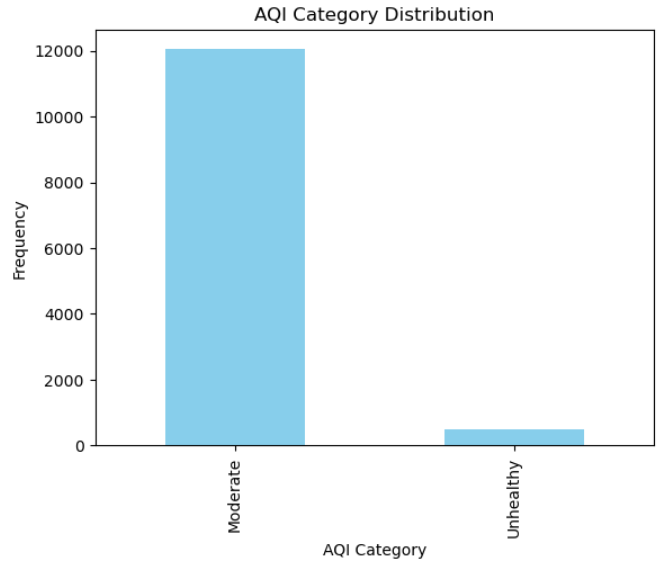 AQI Category Distribution
12000
10000
8000
6000
4000
2000
0
Frequency
Moderate
Unhealthy
AQI Category